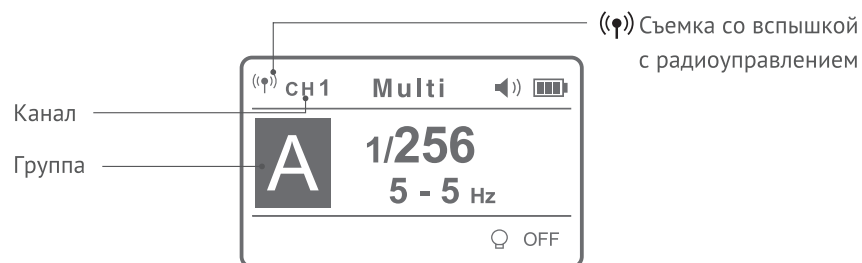 Съемка со вспышкой
с радиоуправлением
CH1 Multi
Канал
Группа
A
1/256
5 - 5 Hz
OFF